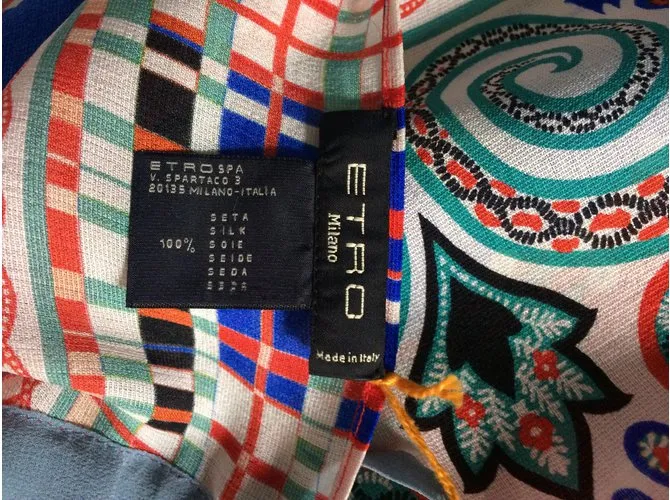 ETRO SPA
V. SPARTACO 3
20135 MILANO-ITALIA
100%
SETA
SILK
SOIE
SEIDE
SEDA
ETRO
Milano
Made in Italy